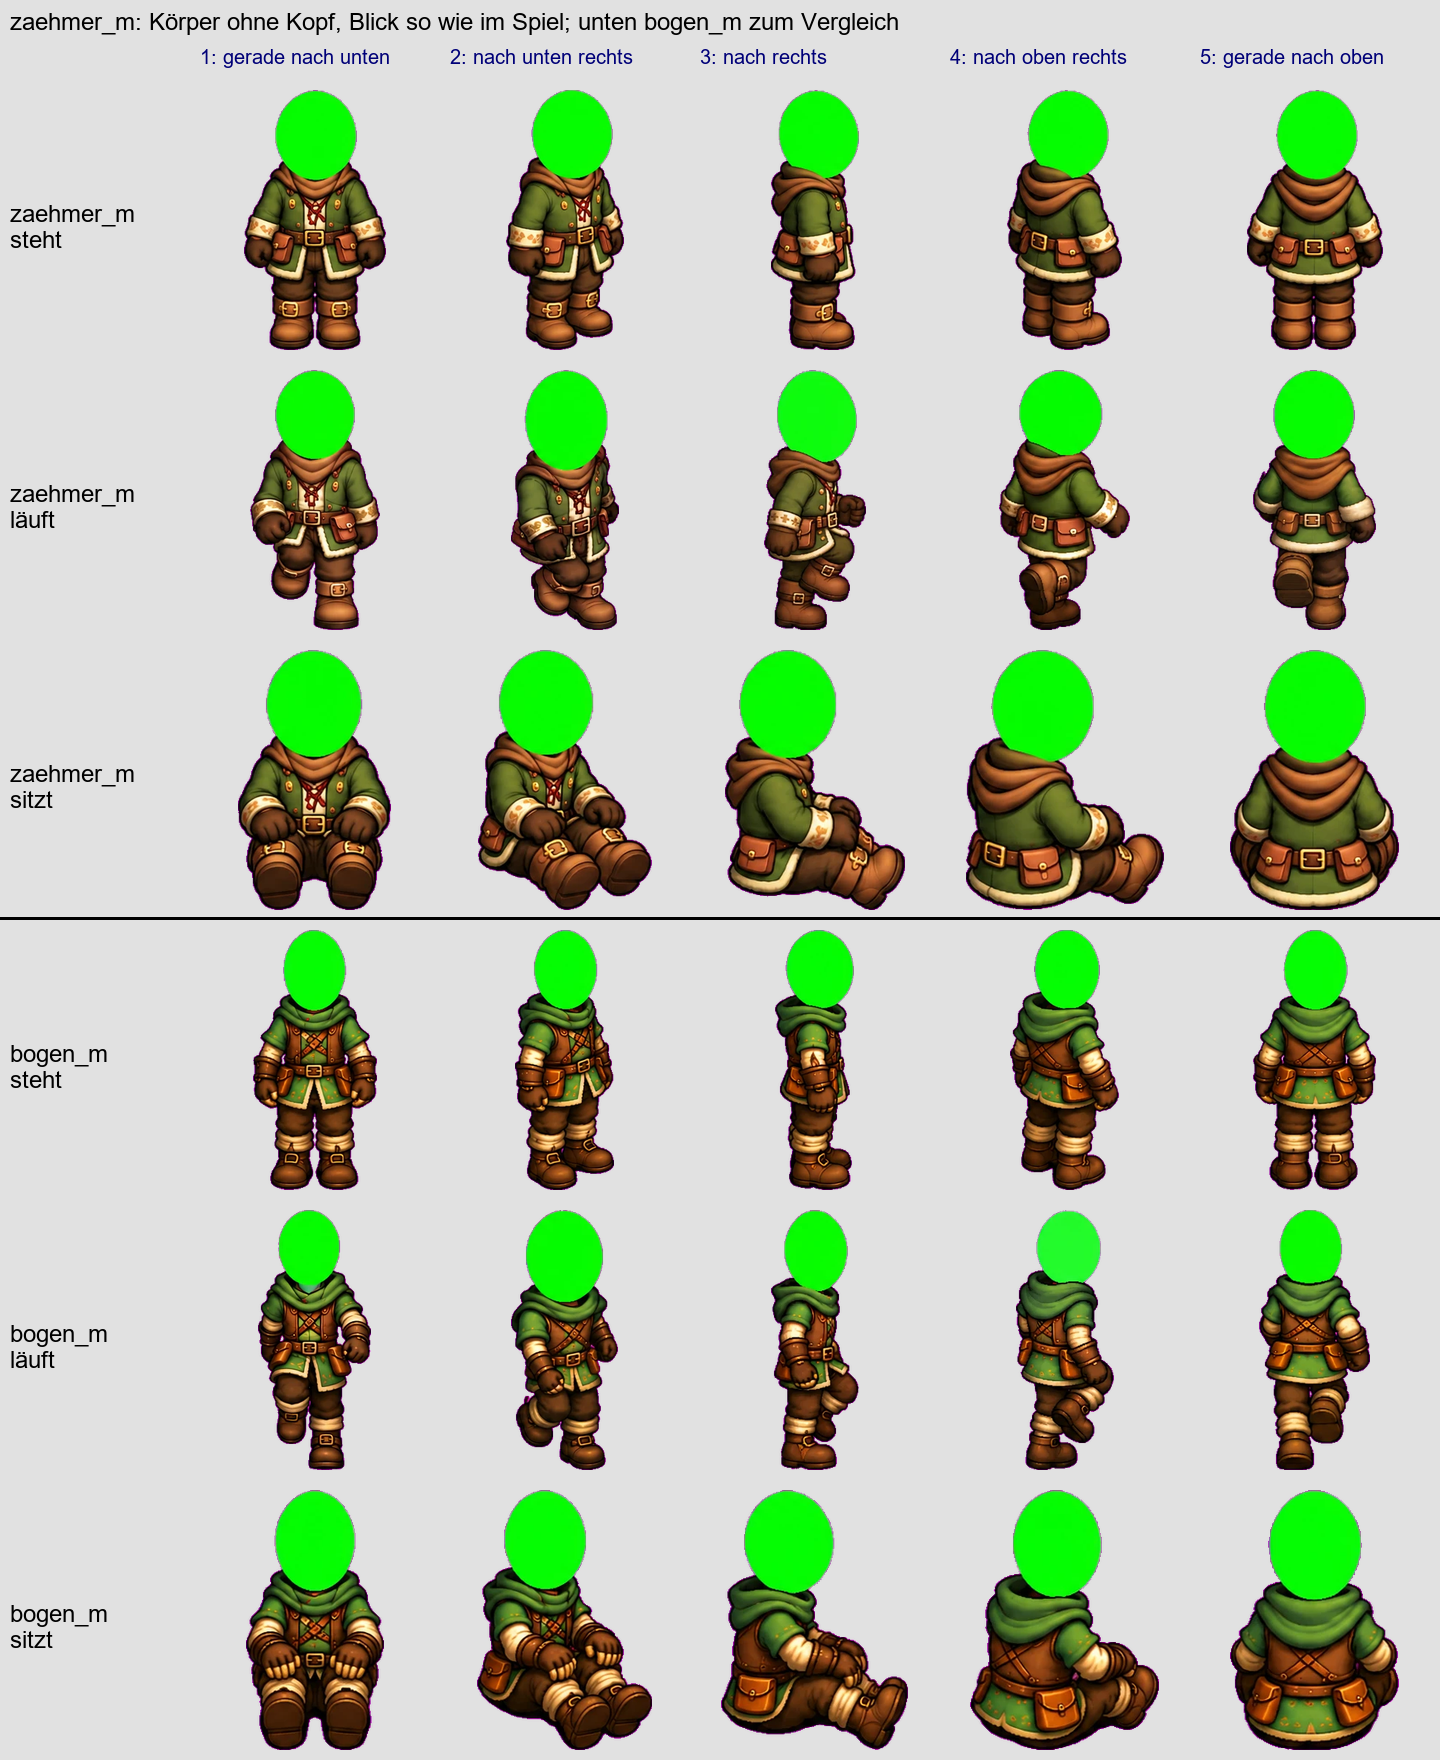 zaehmer_m: Körper ohne Kopf, Blick so wie im Spiel; unten bogen_m zum Vergleich
1: gerade nach unten
2: nach unten rechts
3: nach rechts
4: nach oben rechts
5: gerade nach oben
zaehmer_m
steht
zaehmer_m
läuft
zaehmer_m
sitzt
bogen_m
steht
bogen_m
läuft
bogen_m
sitzt